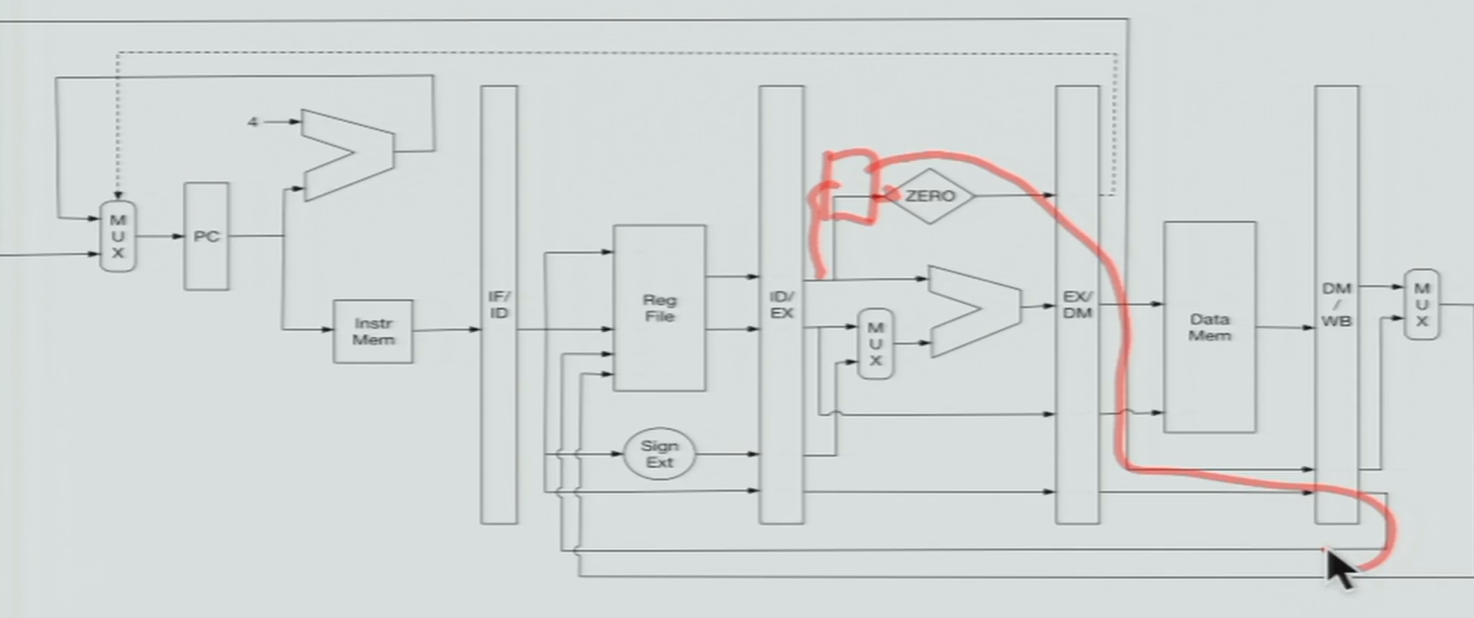 4
M
U
X
PC
Instr
Mem
IF/
ID
Reg
File
Sign
Ext
ID/
EX
ZERO
M
U
X
EX/
DM
Data
Mem
DM
/
WB
M
U
X